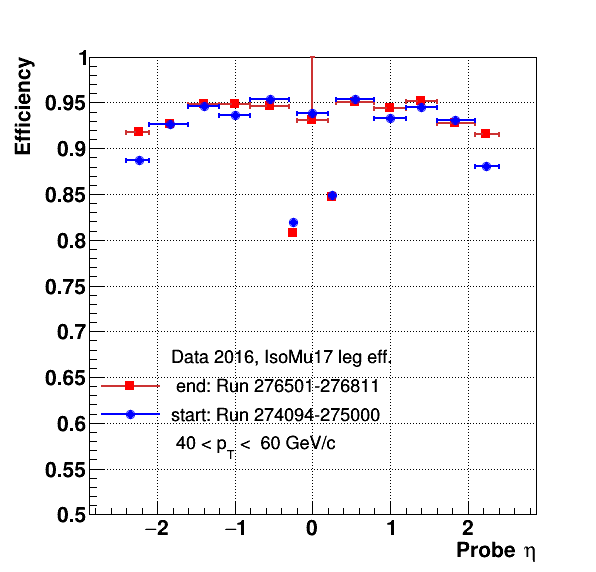 Efficiency
1
0.95
0.9
0.85
0.8
0.75
0.7
0.65
0.6
0.55
0.5
Data 2016, IsoMu17 leg eff.
end: Run 276501-276811
start: Run 274094-275000
40 < p_T < 60 GeV/c
−2 −1 0 1 2
Probe η